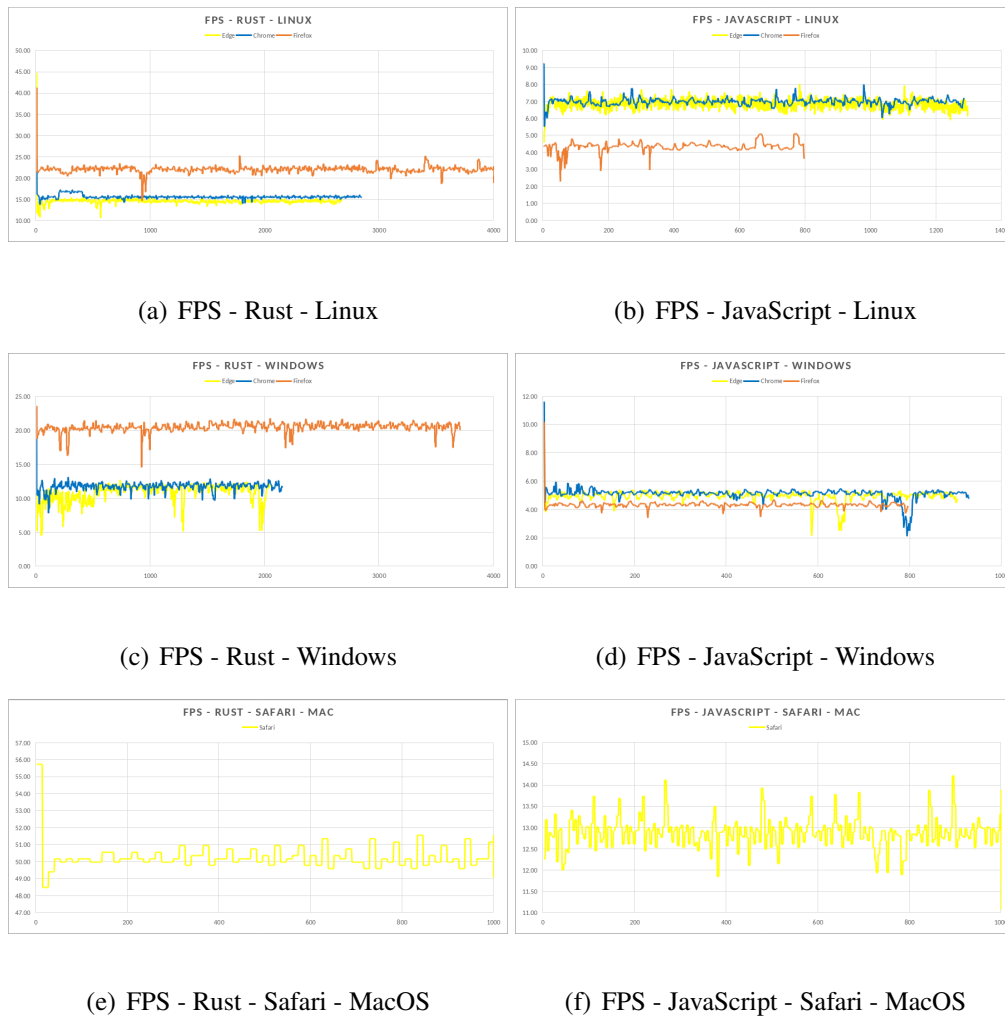 FPS - RUST - LINUX
Edge Chrome Firefox
50.00
45.00
40.00
35.00
30.00
25.00
20.00
15.00
10.00
0 1000 2000 3000 4000
(a) FPS - Rust - Linux
FPS - JAVASCRIPT - LINUX
Edge Chrome Firefox
10.00
9.00
8.00
7.00
6.00
5.00
4.00
3.00
2.00
1.00
0.00
0 200 400 600 800 1000 1200 1400
(b) FPS - JavaScript - Linux
FPS - RUST - WINDOWS
Edge Chrome Firefox
25.00
20.00
15.00
10.00
5.00
0.00
0 1000 2000 3000 4000
(c) FPS - Rust - Windows
FPS - JAVASCRIPT - WINDOWS
Edge Chrome Firefox
12.00
10.00
8.00
6.00
4.00
2.00
0.00
0 200 400 600 800 1000
(d) FPS - JavaScript - Windows
FPS - RUST - SAFARI - MAC
Safari
57.00
56.00
55.00
54.00
53.00
52.00
51.00
50.00
49.00
48.00
47.00
0 200 400 600 800 1000
(e) FPS - Rust - Safari - MacOS
FPS - JAVASCRIPT - SAFARI - MAC
Safari
15.00
14.50
14.00
13.50
13.00
12.50
12.00
11.50
11.00
0 200 400 600 800 1000
(f) FPS - JavaScript - Safari - MacOS